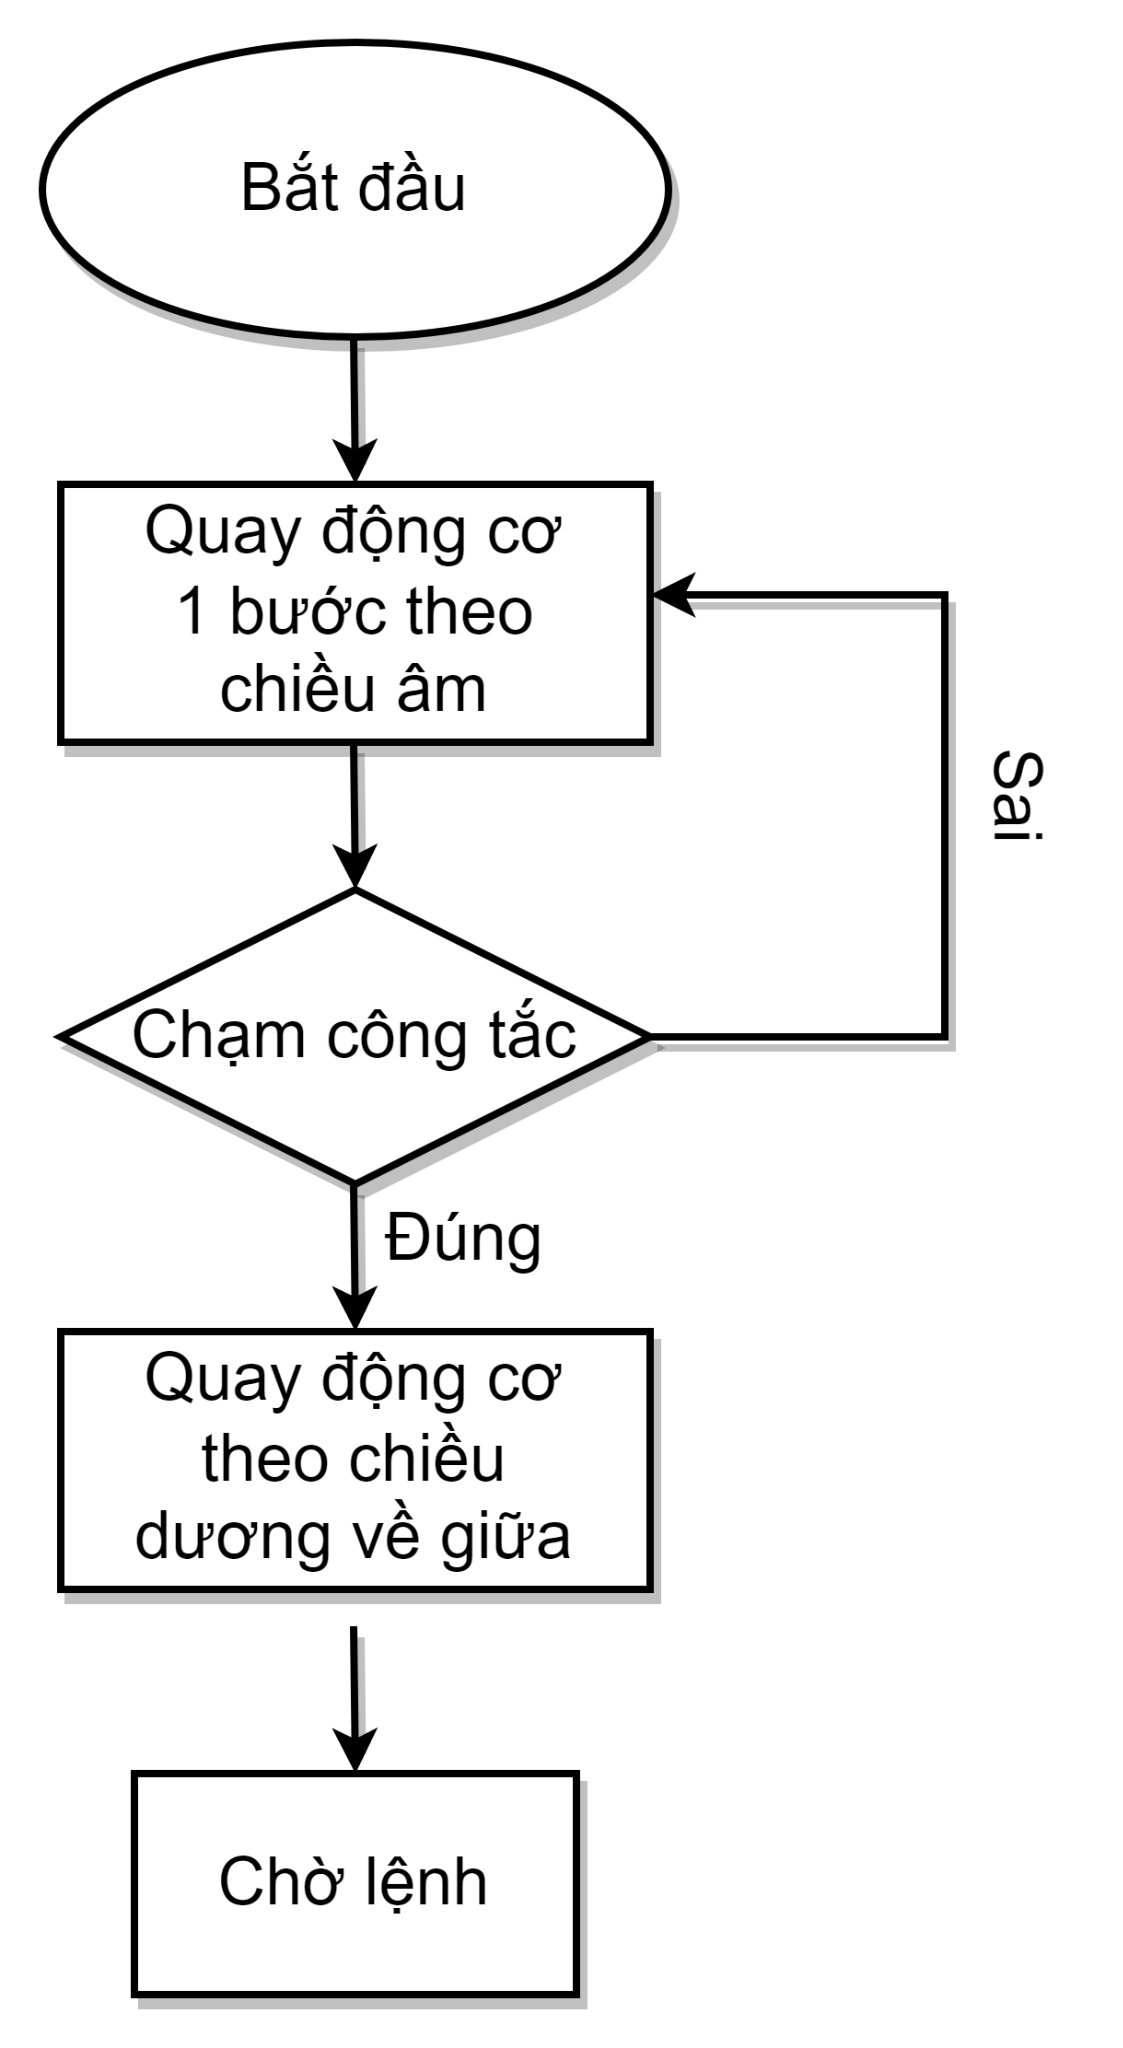 Bắt đầu
Quay động cơ
1 bước theo
chiều âm
Sai
Chạm công tắc
Đúng
Quay động cơ
theo chiều
dương về giữa
Chờ lệnh